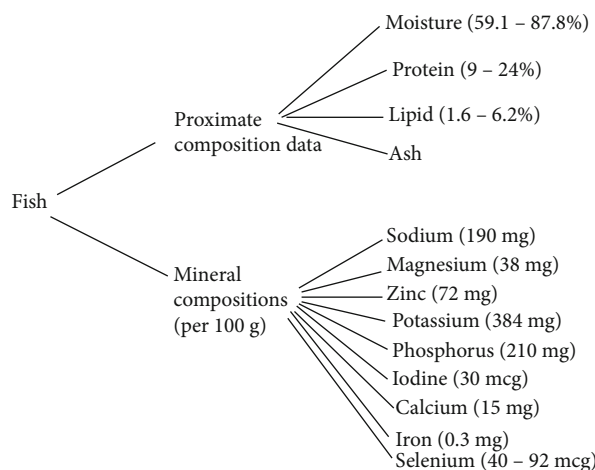 Fish
Proximate
composition data
Moisture (59.1 – 87.8%)
Protein (9 – 24%)
Lipid (1.6 – 6.2%)
Ash
Mineral
compositions
(per 100 g)
Sodium (190 mg)
Magnesium (38 mg)
Zinc (72 mg)
Potassium (384 mg)
Phosphorus (210 mg)
Iodine (30 mcg)
Calcium (15 mg)
Iron (0.3 mg)
Selenium (40 – 92 mcg)